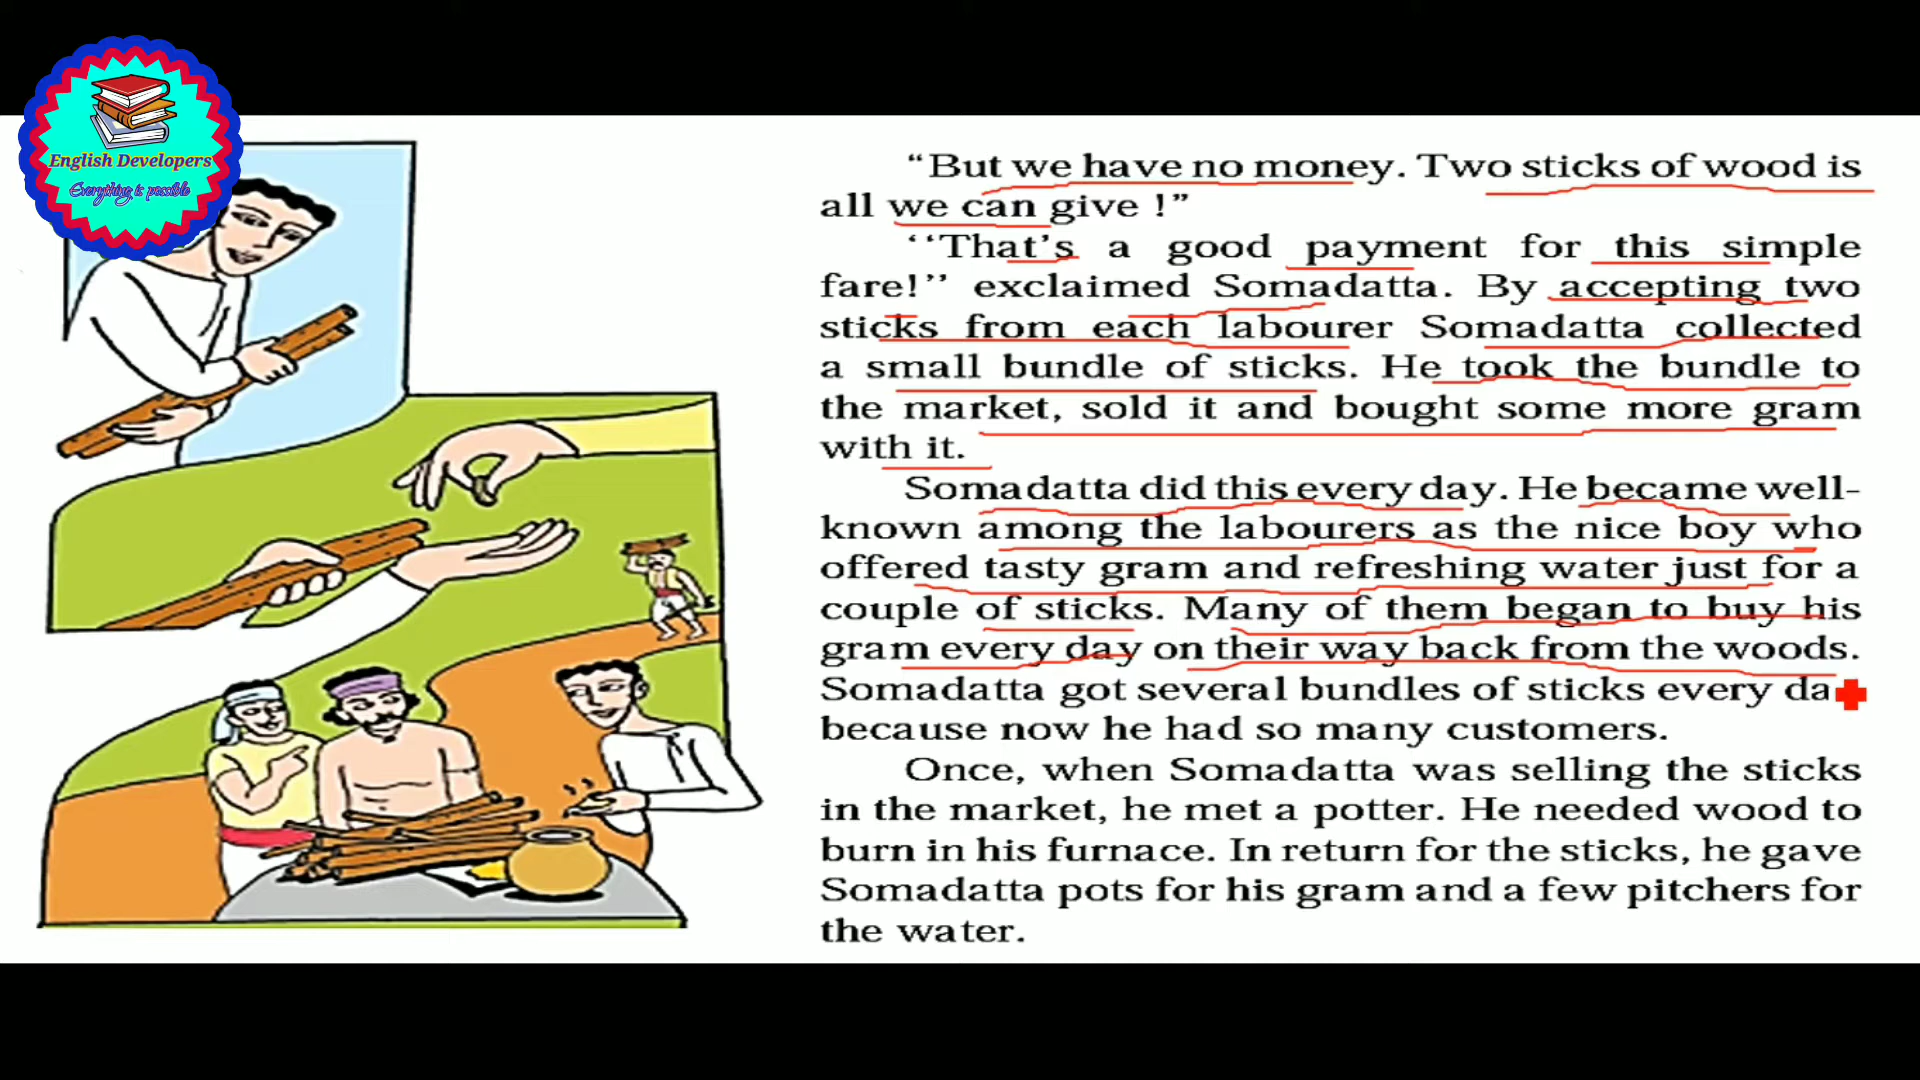 English Developers
Everything is possible
“But we have no money. Two sticks of wood is
all we can give !”
‘‘That’s a good payment for this simple
fare!’’ exclaimed Somadatta. By accepting two
sticks from each labourer Somadatta collected
a small bundle of sticks. He took the bundle to
the market, sold it and bought some more gram
with it.
Somadatta did this every day. He became well-
known among the labourers as the nice boy who
offered tasty gram and refreshing water just for a
couple of sticks. Many of them began to buy his
gram every day on their way back from the woods.
Somadatta got several bundles of sticks every da
because now he had so many customers.
Once, when Somadatta was selling the sticks
in the market, he met a potter. He needed wood to
burn in his furnace. In return for the sticks, he gave
Somadatta pots for his gram and a few pitchers for
the water.